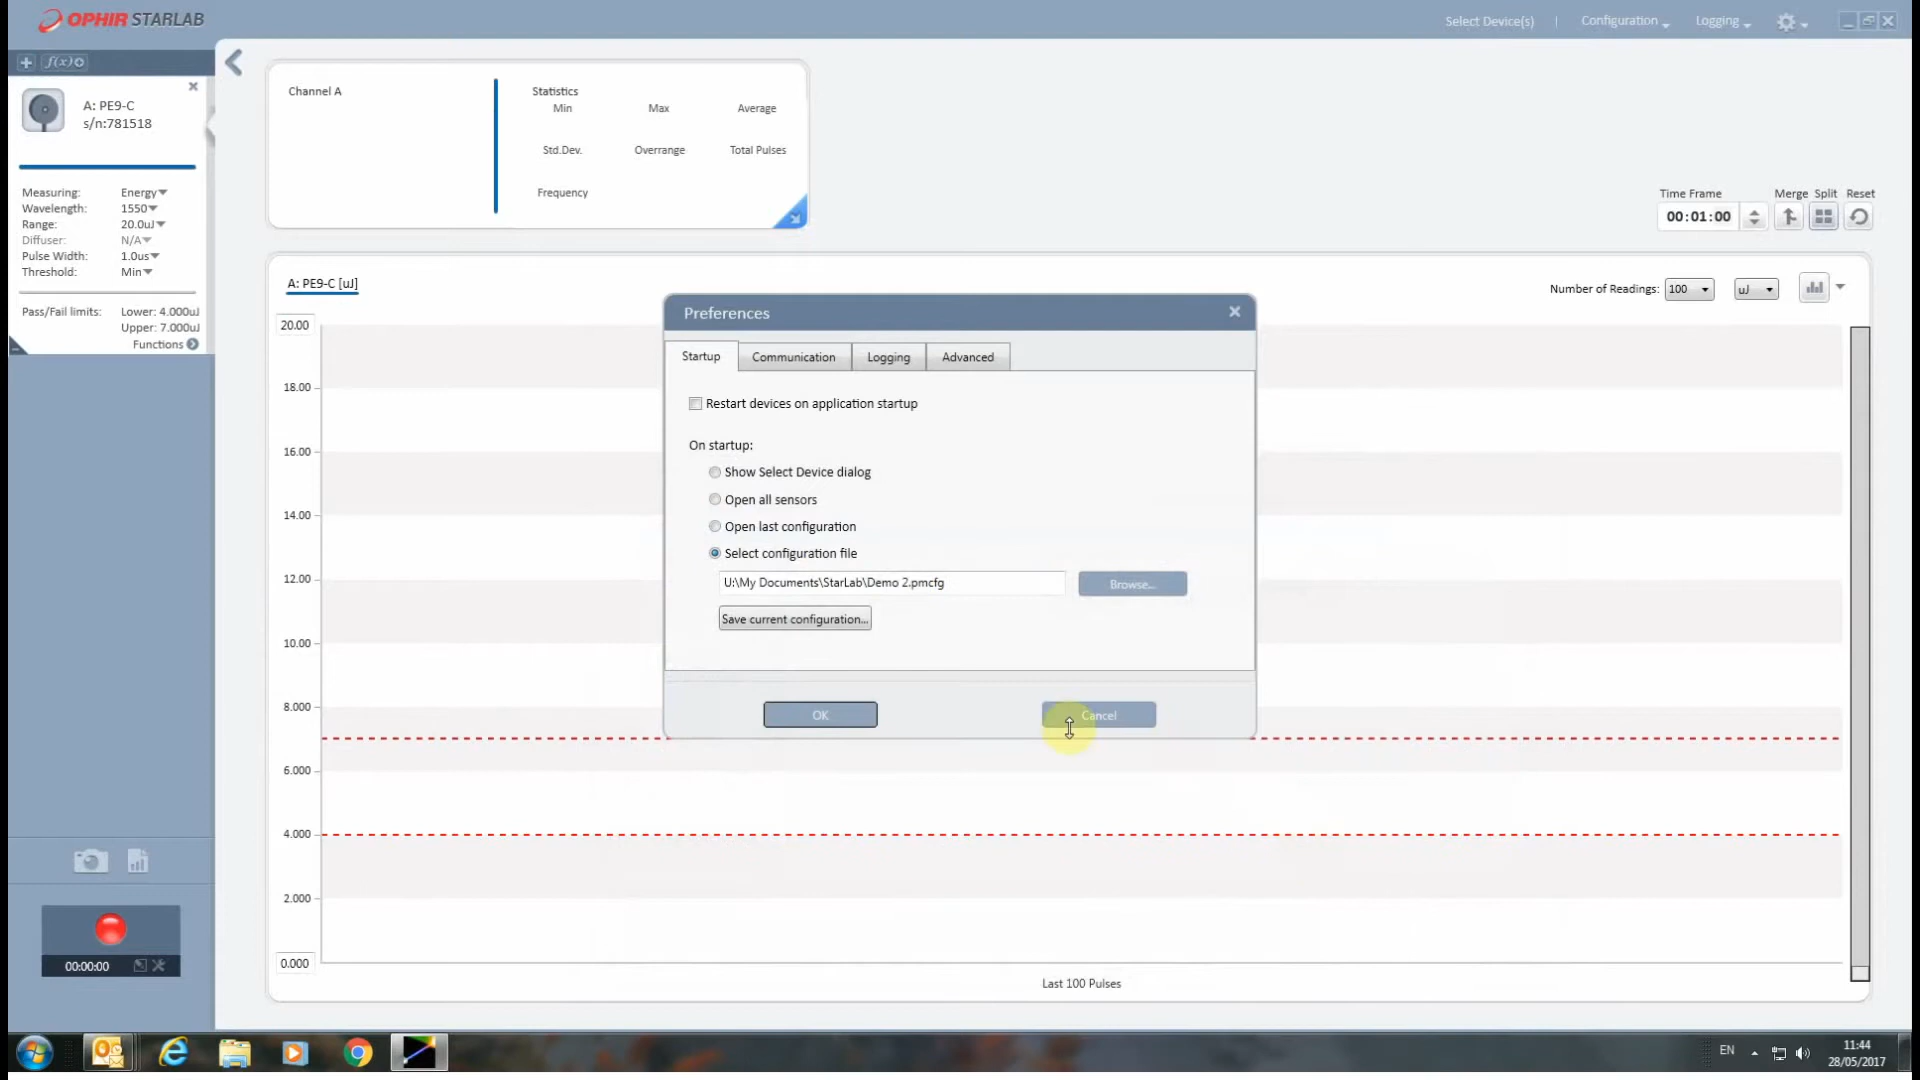 OPHIR STARLAB
Select Device(s)
Configuration
Logging
f(x)
A: PE9-C
s/n:781518
Measuring: Energy
Wavelength: 1550
Range: 20.0uJ
Diffuser: N/A
Pulse Width: 1.0us
Threshold: Min
Pass/Fail limits: Lower: 4.000uJ
Upper: 7.000uJ
Functions
00:00:00
Channel A
Statistics
Min Max Average
Std.Dev. Overrange Total Pulses
Frequency
Time Frame Merge Split Reset
00:01:00
A: PE9-C [uJ]
Number of Readings: 100 uJ
20.00
18.00
16.00
14.00
12.00
10.00
8.000
6.000
4.000
2.000
0.000
Last 100 Pulses
Preferences
Startup Communication Logging Advanced
Restart devices on application startup
On startup:
Show Select Device dialog
Open all sensors
Open last configuration
Select configuration file
U:\My Documents\StarLab\Demo 2.pmcfg Browse...
Save current configuration...
OK Cancel
EN
11:44
28/05/2017